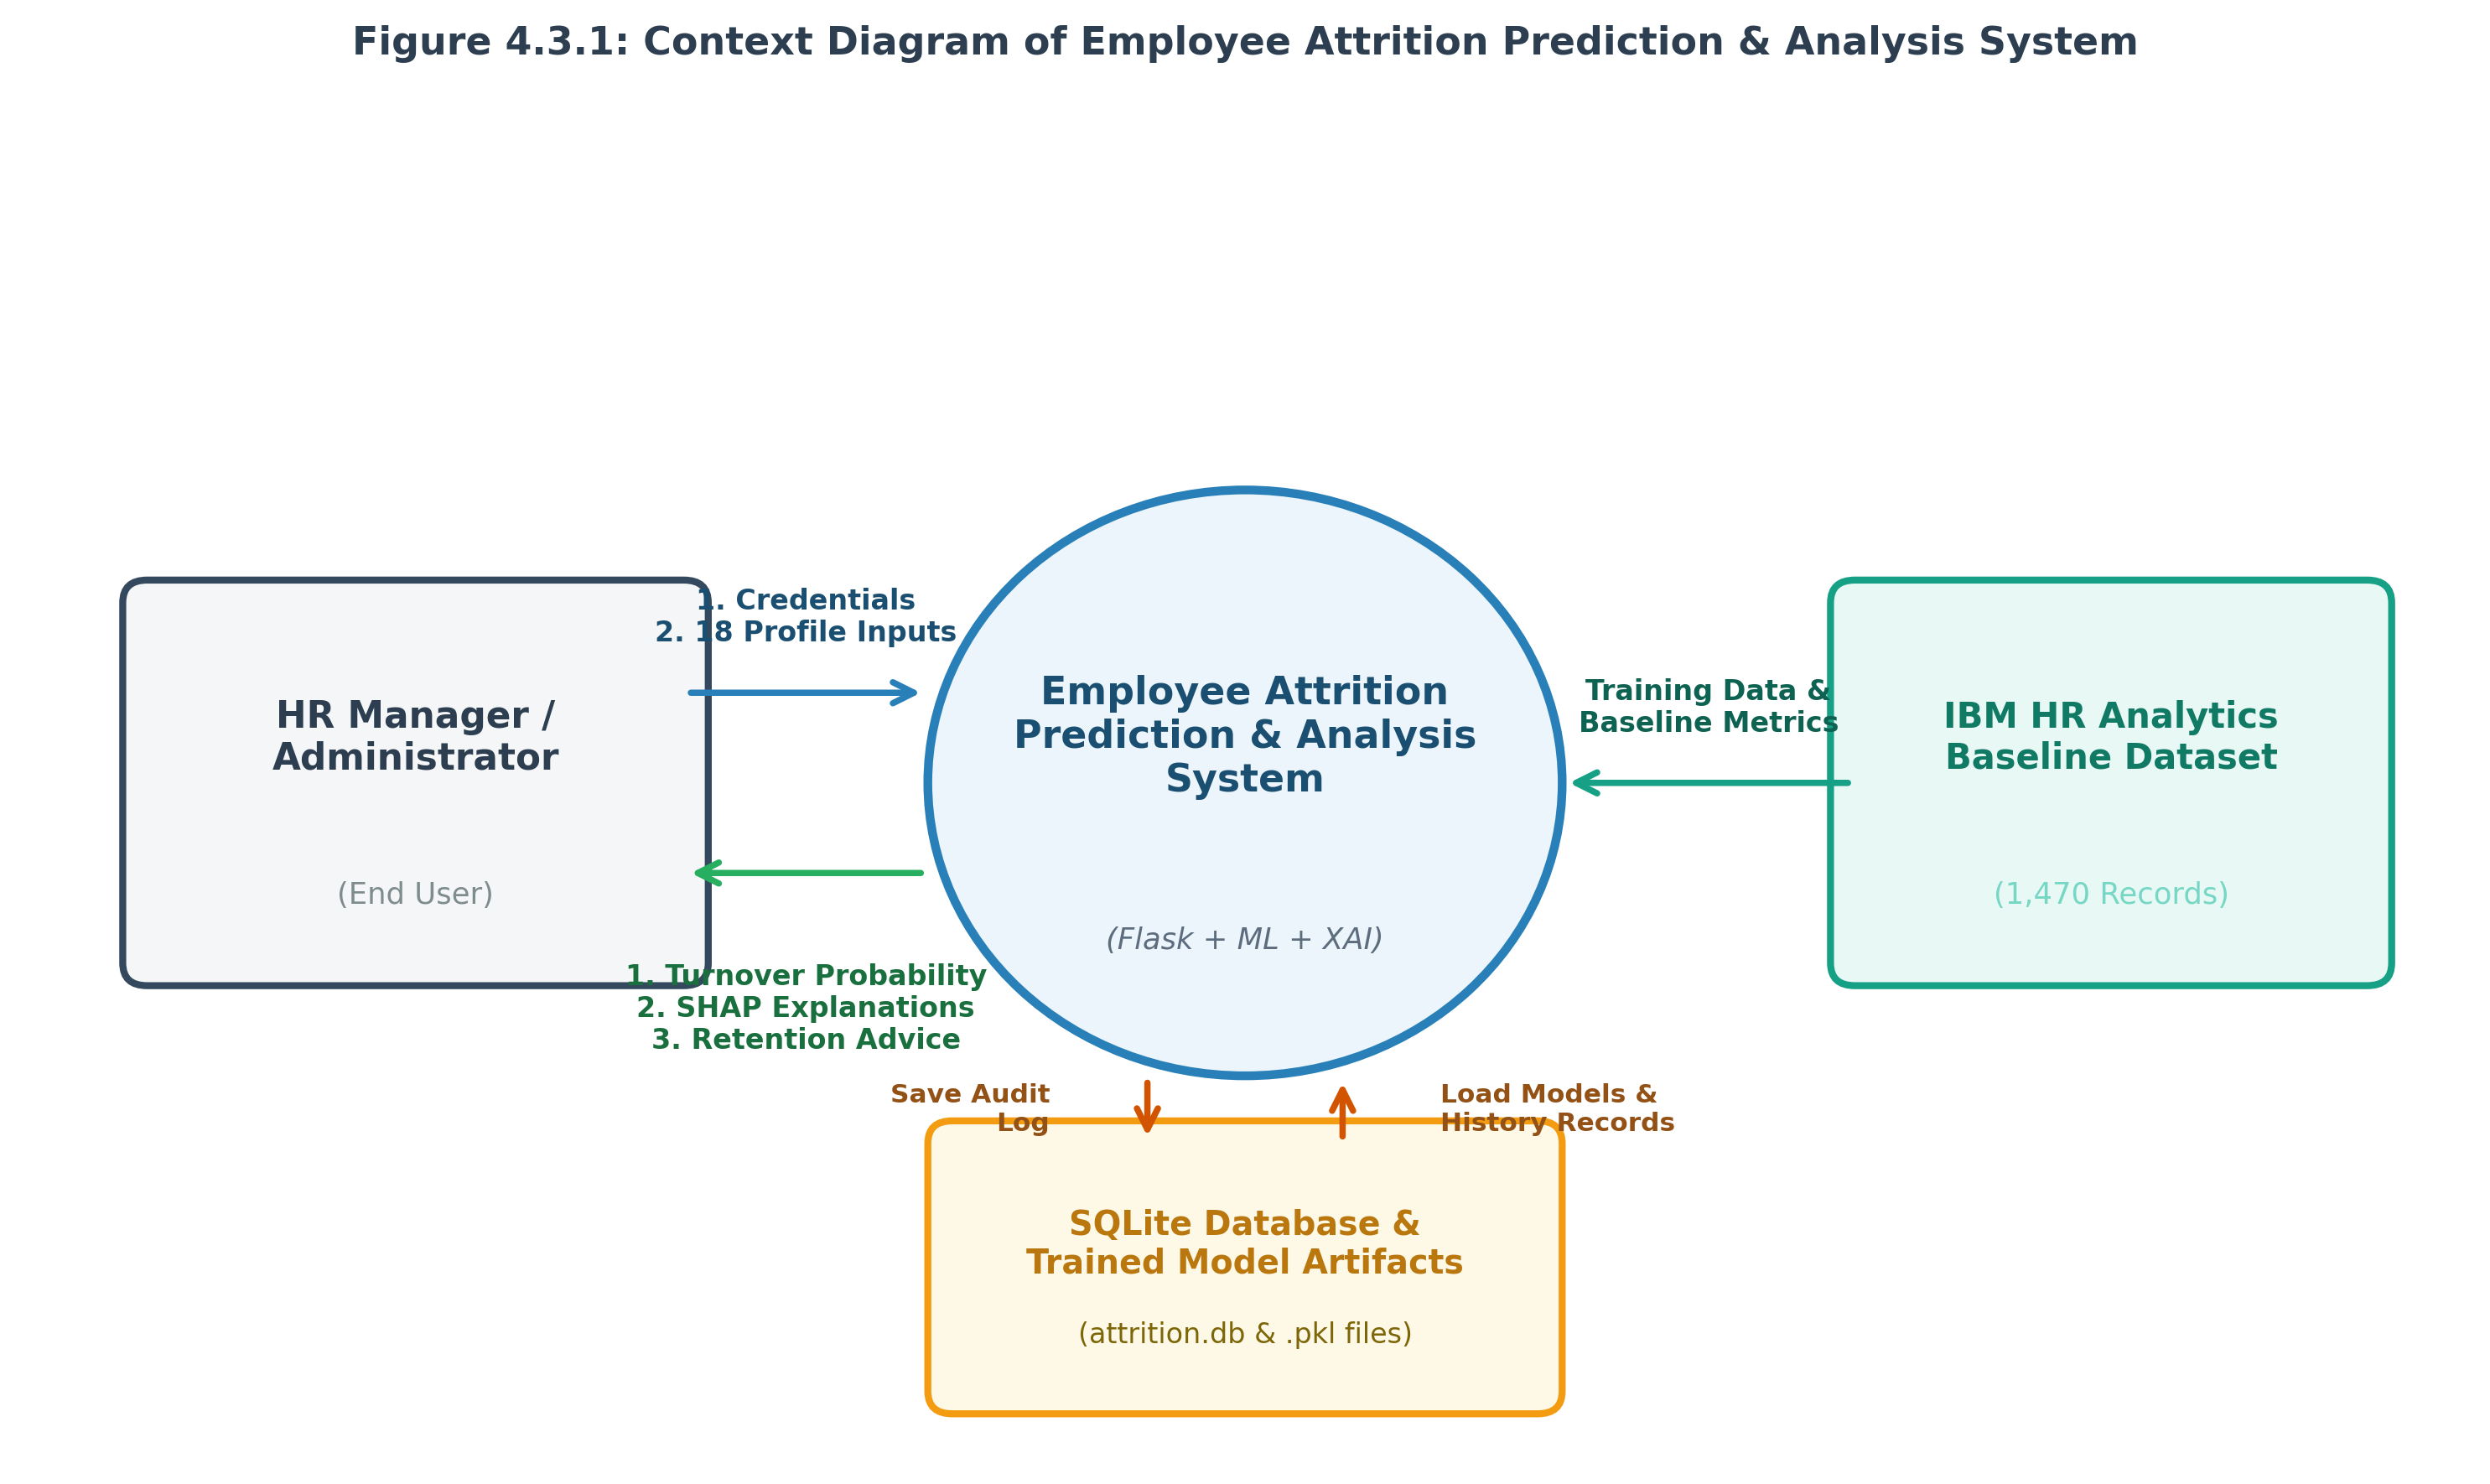 Figure 4.3.1: Context Diagram of Employee Attrition Prediction & Analysis System
1. Credentials
2. 18 Profile Inputs
HR Manager /
Administrator
(End User)
Employee Attrition
Prediction & Analysis
System
(Flask + ML + XAI)
Training Data &
Baseline Metrics
IBM HR Analytics
Baseline Dataset
(1,470 Records)
1. Turnover Probability
2. SHAP Explanations
3. Retention Advice
Save Audit
Log
Load Models &
History Records
SQLite Database &
Trained Model Artifacts
(attrition.db & .pkl files)